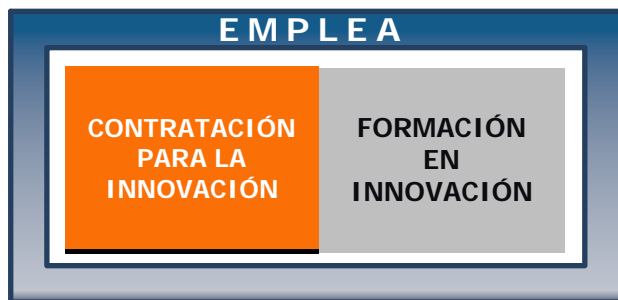 EMPLEA
CONTRATACIÓN
PARA LA
INNOVACIÓN
FORMACIÓN
EN
INNOVACIÓN